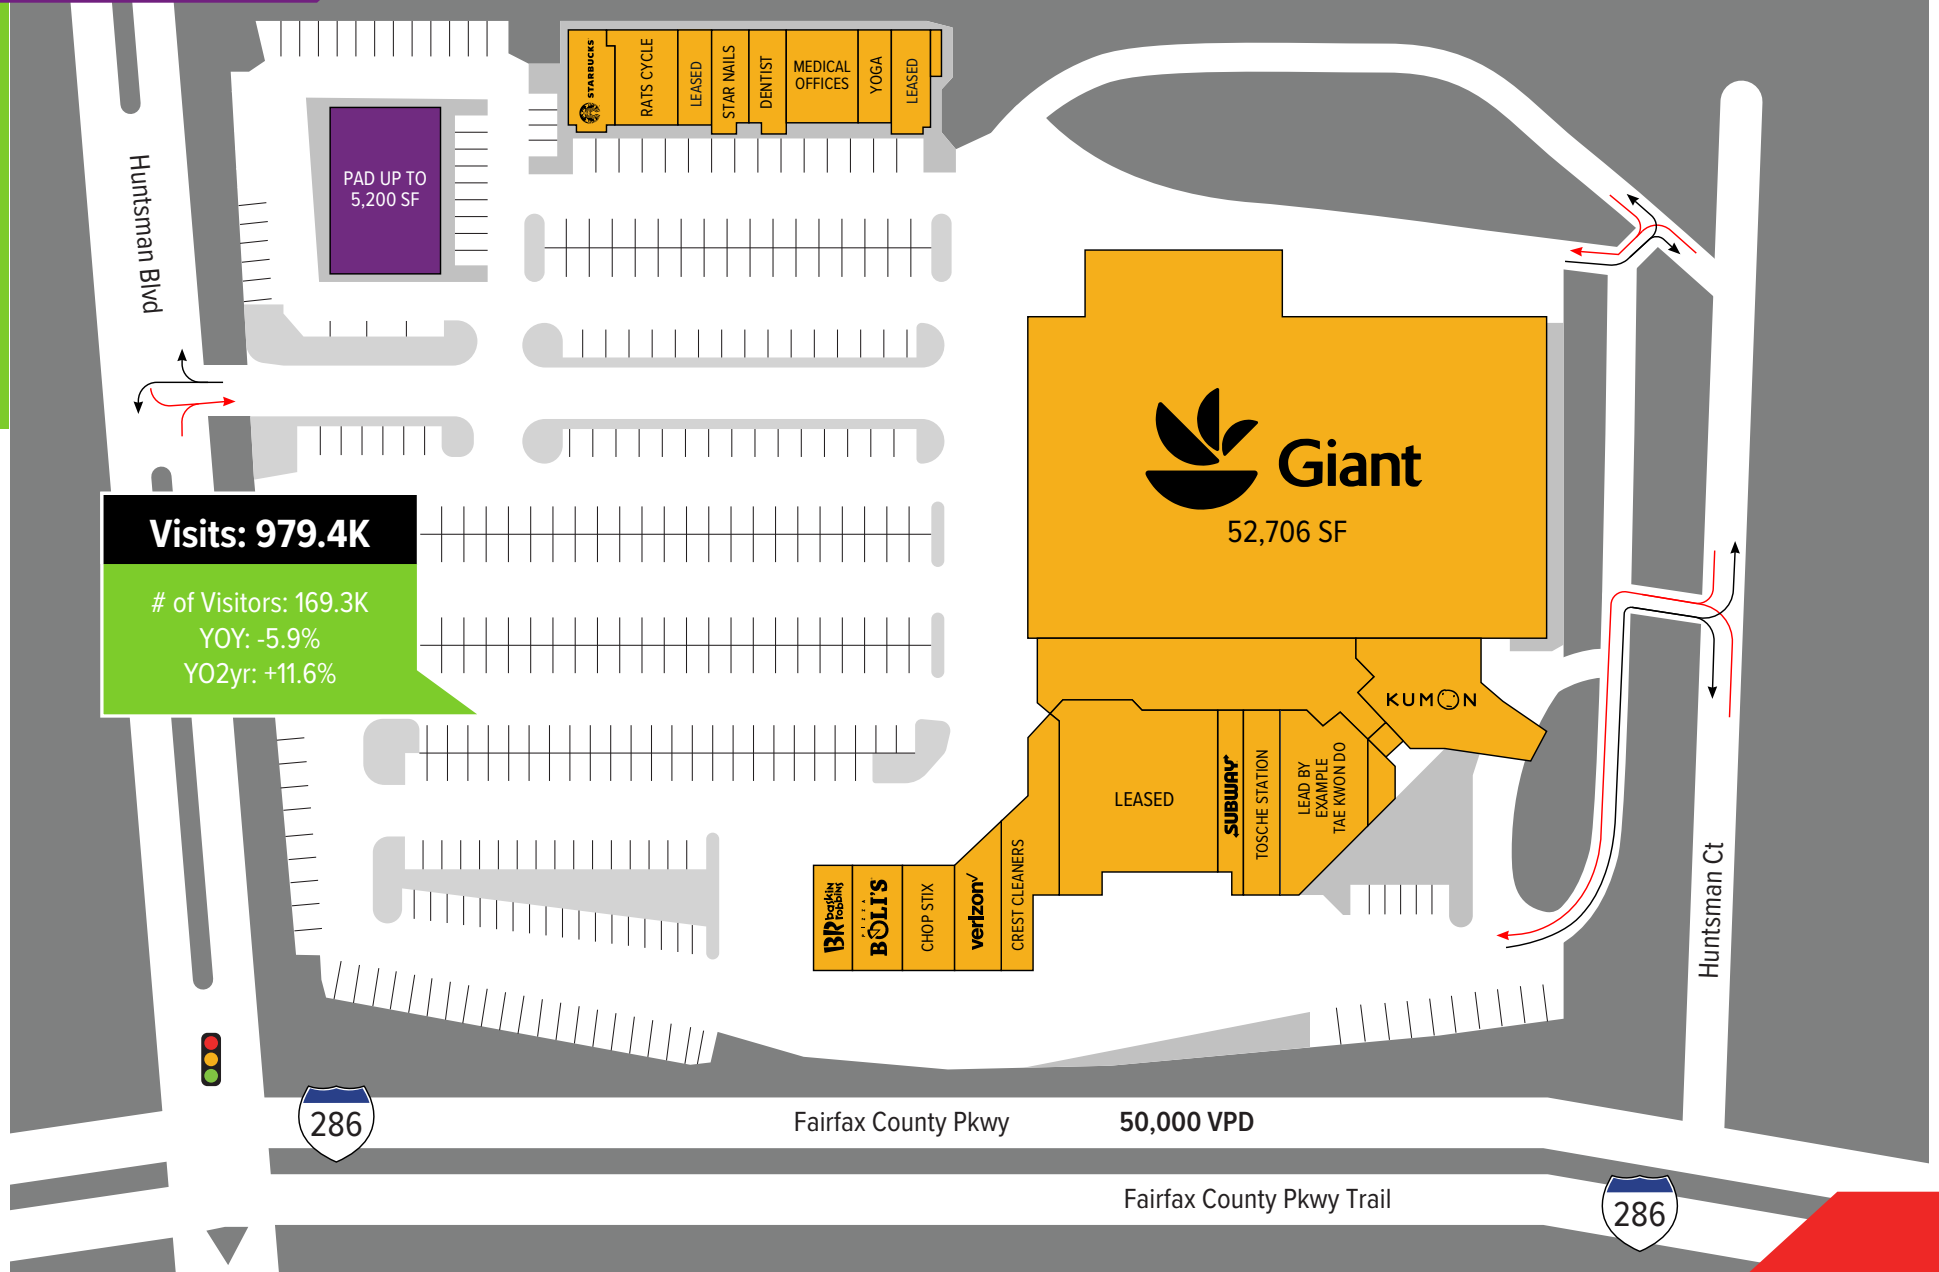 STARBUCKS
RATS CYCLE
LEASED
STAR NAILS
DENTIST
MEDICAL
OFFICES
YOGA
LEASED
PAD UP TO
5,200 SF
Huntsman Blvd
Giant
52,706 SF
Visits: 979.4K
# of Visitors: 169.3K
YOY: -5.9%
YO2yr: +11.6%
KUMON
LEASED
SUBWAY
TOSCHE STATION
LEAD BY
EXAMPLE
TAE KWON DO
BR baskin
robbins
PIZZA
BOLI'S
CHOP STIX
verizon
CREST CLEANERS
Huntsman Ct
286
Fairfax County Pkwy
50,000 VPD
Fairfax County Pkwy Trail
286